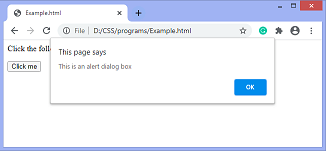 Example.html
File | D:/CSS/programs/Example.html
This page says
Click the follo
This is an alert dialog box
Click me
OK